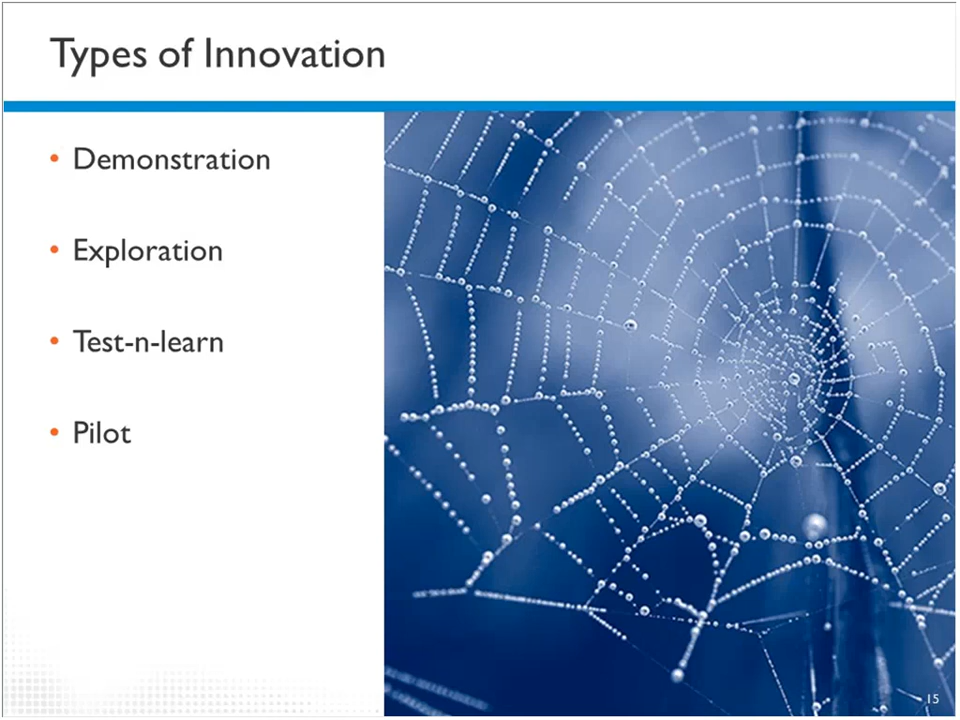 Types of Innovation
• Demonstration
• Exploration
• Test-n-learn
• Pilot
15